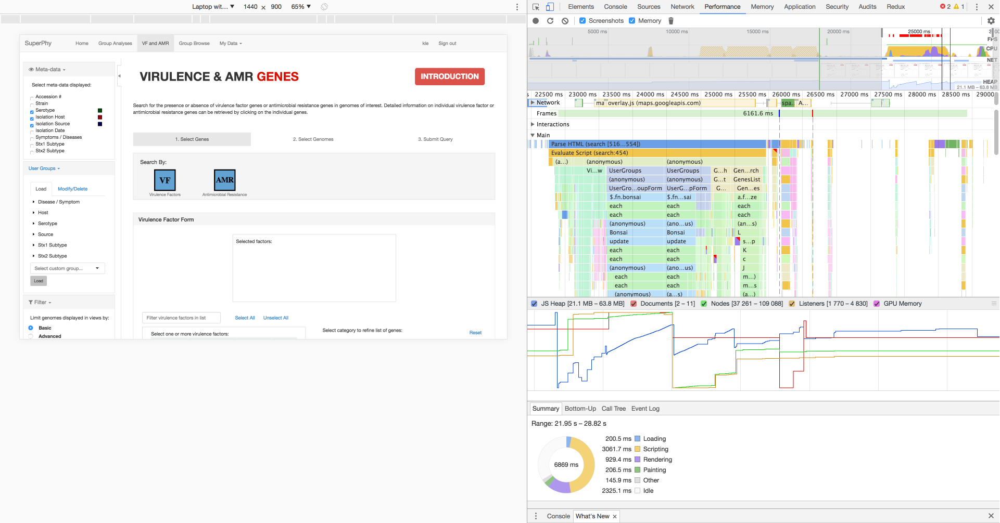 Laptop wit... ▼ 1440 × 900 65% ▼
SuperPhy Home Group Analyses VF and AMR Group Browse My Data kle Sign out
Meta-data
Select meta-data displayed:
Accession #
Strain
Serotype
Isolation Host
Isolation Source
Isolation Date
Symptoms / Diseases
Stx1 Subtype
Stx2 Subtype
User Groups
Load Modify/Delete
Disease / Symptom
Host
Serotype
Source
Stx1 Subtype
Stx2 Subtype
Select custom group...
Load
Filter
Limit genomes displayed in views by:
Basic
Advanced
«
VIRULENCE & AMR GENES
INTRODUCTION
Search for the presence or absence of virulence factor genes or antimicrobial resistance genes in genomes of interest. Detailed information on individual virulence factor or
antimicrobial resistance genes can be retrieved by clicking on the individual genes.
1. Select Genes 2. Select Genomes 3. Submit Query
Search By:
VF AMR
Virulence Factors Antimicrobial Resistance
Virulence Factor Form
Selected factors:
Filter virulence factors in list Select All Unselect All
Select one or more virulence factors:
Select category to refine list of genes: Reset
Elements Console Sources Network Performance Memory Application Security Audits Redux 2 1
Screenshots Memory
5000 ms 10000 ms 15000 ms 20000 ms 25000 ms
FPS
CPU
NET
HEAP
21.1 MB – 63.8 MB
22500 ms 23000 ms 23500 ms 24000 ms 24500 ms 25000 ms 25500 ms 26000 ms 26500 ms 27000 ms 27500 ms 28000 ms 28500 ms 29000
Network ma overlay.js (maps.googleapis.com) spa... A...
Frames 6161.6 ms
Interactions
Main
Parse HTML (search [516…554])
Evaluate Script (search:454)
(a...) (anonymous) (anonymous)
Vi…w UserGroups UserGroups G…h Gen…rch
(anonymous) (anonymous) G…t GenesList
UserGro…oupForm UserG…pForm G... Gen…es
$.fn.bonsai $.fn…sai a.f…ze
each each each
each each each
(anonymous) (ano…us) (an…s)
Bonsai Bonsai L
update update s…p
each each K
each each c
(anonymous) (ano…us) J
each each m…)
each each m…s
(anonymous) (a…s) (a…)
JS Heap [21.1 MB – 63.8 MB] Documents [2 – 11] Nodes [37 261 – 109 088] Listeners [1 770 – 4 830] GPU Memory
Summary Bottom-Up Call Tree Event Log
Range: 21.95 s – 28.82 s
6869 ms
200.5 ms Loading
3061.7 ms Scripting
929.4 ms Rendering
206.5 ms Painting
145.9 ms Other
2325.1 ms Idle
Console What's New ×